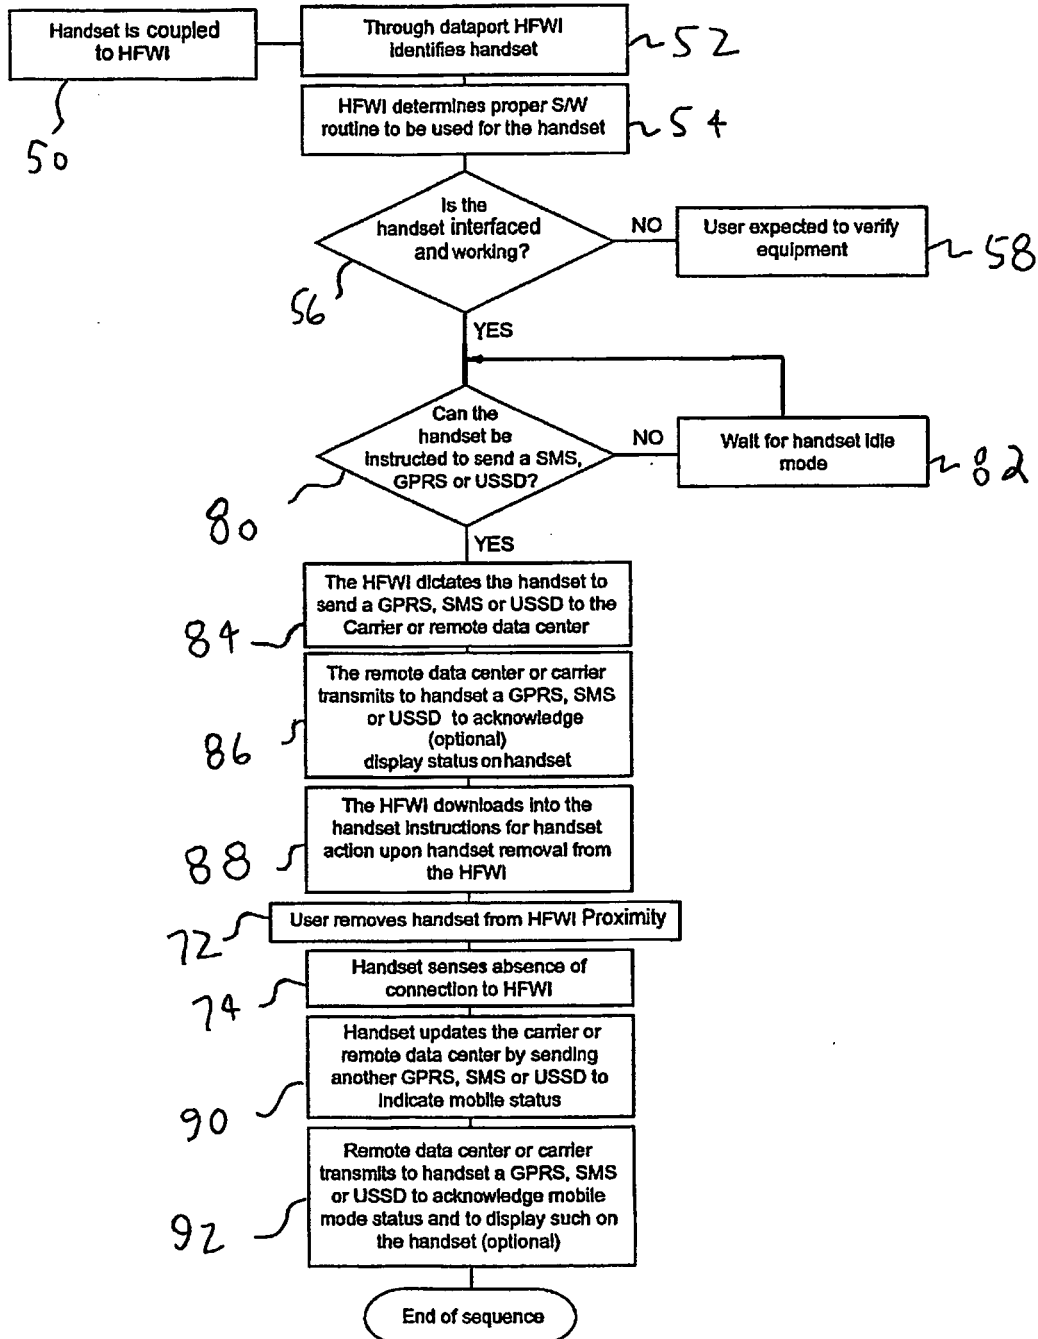 Handset is coupled
to HFWI
50
Through dataport HFWI
identifies handset
52
HFWI determines proper S/W
routine to be used for the handset
54
Is the
handset interfaced
and working?
56
NO
User expected to verify
equipment
58
YES
Can the
handset be
instructed to send a SMS,
GPRS or USSD?
80
NO
Wait for handset idle
mode
82
YES
The HFWI dictates the handset to
send a GPRS, SMS or USSD to the
Carrier or remote data center
84
The remote data center or carrier
transmits to handset a GPRS, SMS
or USSD to acknowledge
(optional)
display status on handset
86
The HFWI downloads into the
handset instructions for handset
action upon handset removal from
the HFWI
88
User removes handset from HFWI Proximity
72
Handset senses absence of
connection to HFWI
74
Handset updates the carrier or
remote data center by sending
another GPRS, SMS or USSD to
indicate mobile status
90
Remote data center or carrier
transmits to handset a GPRS, SMS
or USSD to acknowledge mobile
mode status and to display such on
the handset (optional)
92
End of sequence